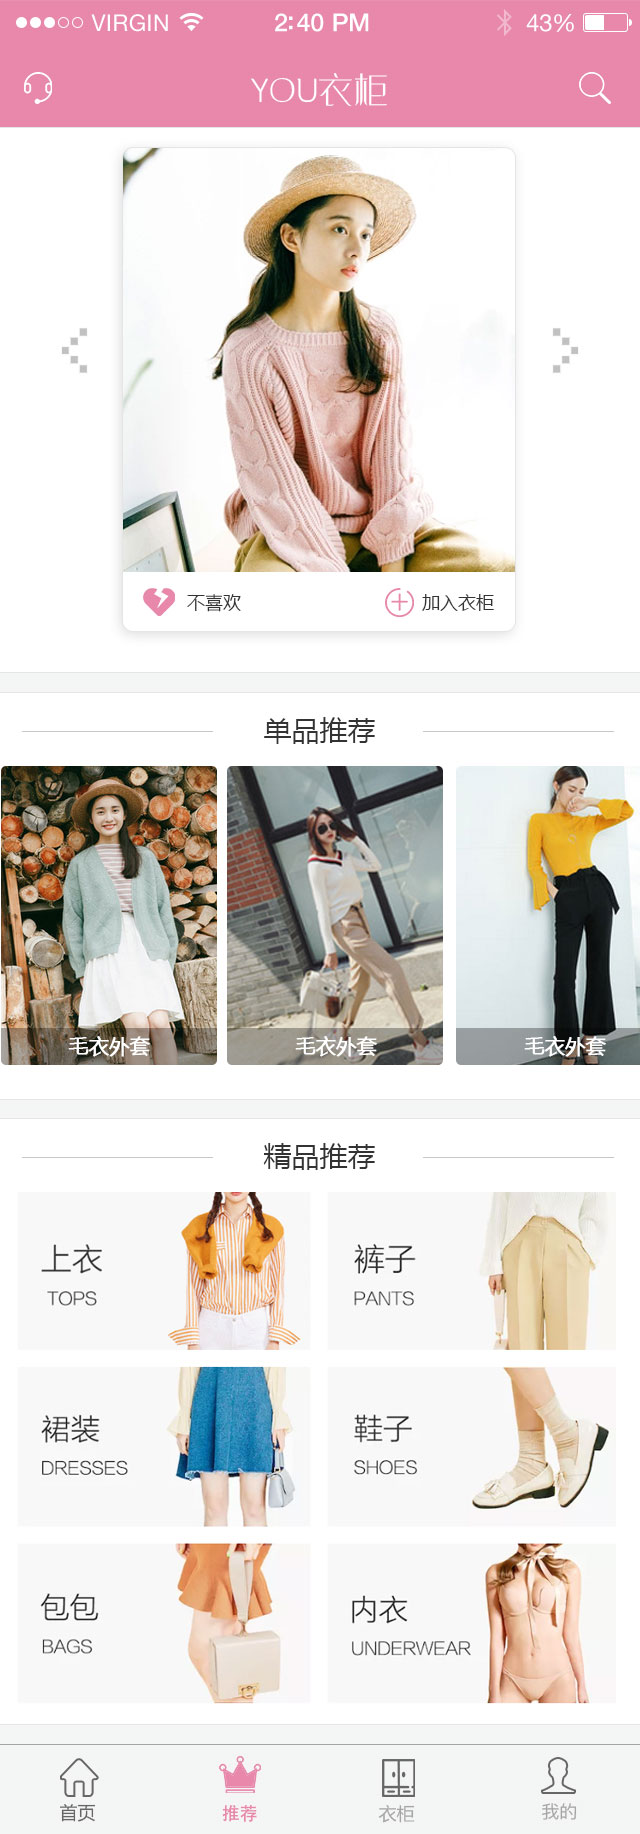 VIRGIN 2:40 PM 43%
YOU衣柜
不喜欢 加入衣柜
单品推荐
毛衣外套 毛衣外套 毛衣外套
精品推荐
上衣
TOPS
裤子
PANTS
裙装
DRESSES
鞋子
SHOES
包包
BAGS
内衣
UNDERWEAR
首页 推荐 衣柜 我的